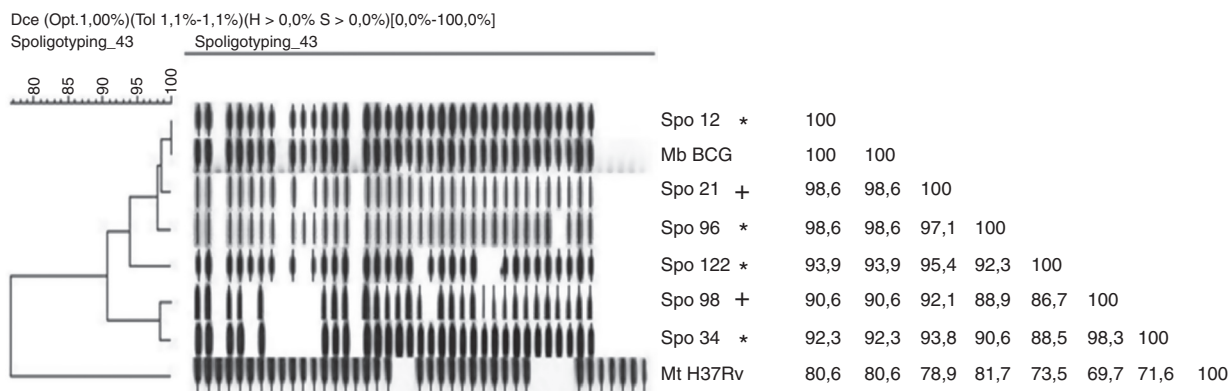 Dce (Opt.1,00%)(Tol 1,1%-1,1%)(H > 0,0% S > 0,0%)[0,0%-100,0%]
Spoligotyping_43 Spoligotyping_43
80 85 90 95 100
Spo 12 * 100
Mb BCG 100 100
Spo 21 + 98,6 98,6 100
Spo 96 * 98,6 98,6 97,1 100
Spo 122 * 93,9 93,9 95,4 92,3 100
Spo 98 + 90,6 90,6 92,1 88,9 86,7 100
Spo 34 * 92,3 92,3 93,8 90,6 88,5 98,3 100
Mt H37Rv 80,6 80,6 78,9 81,7 73,5 69,7 71,6 100